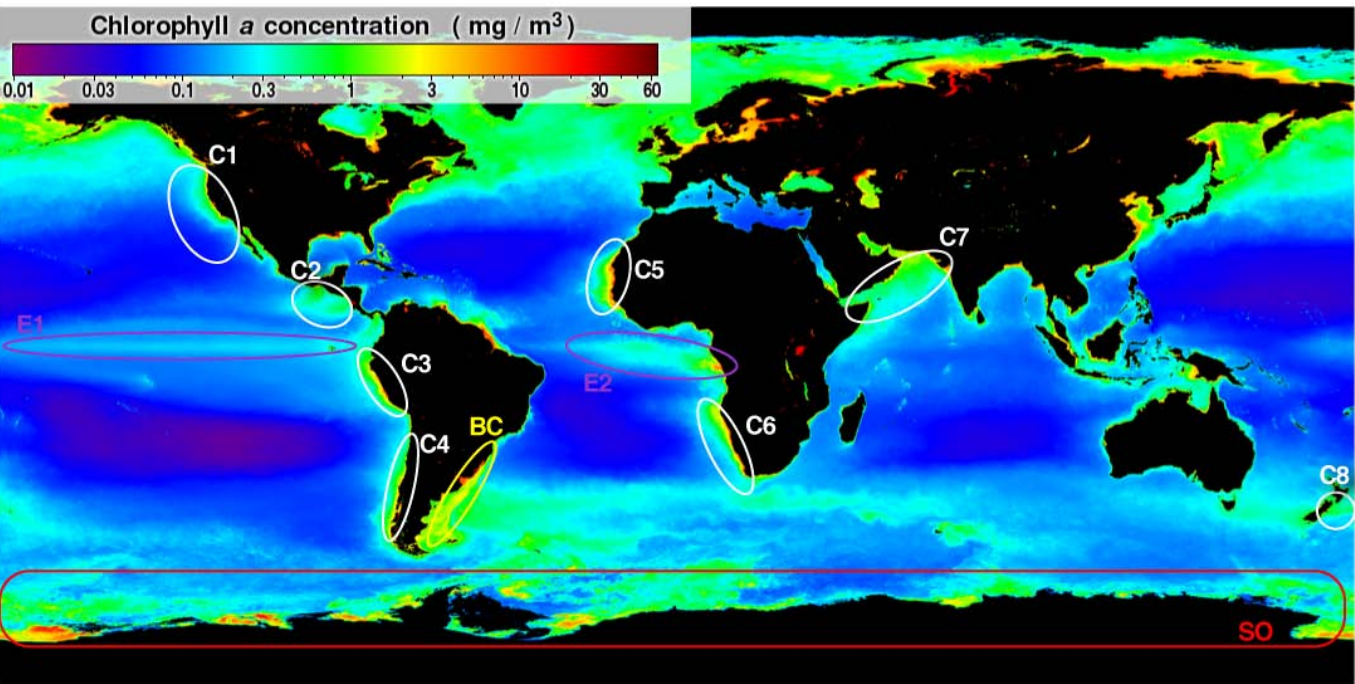 Chlorophyll a concentration ( mg / m³ )
0.01 0.03 0.1 0.3 1 3 10 30 60
C1
C7
C2
C5
E1
C3
E2
BC
C6
C4
C8
SO